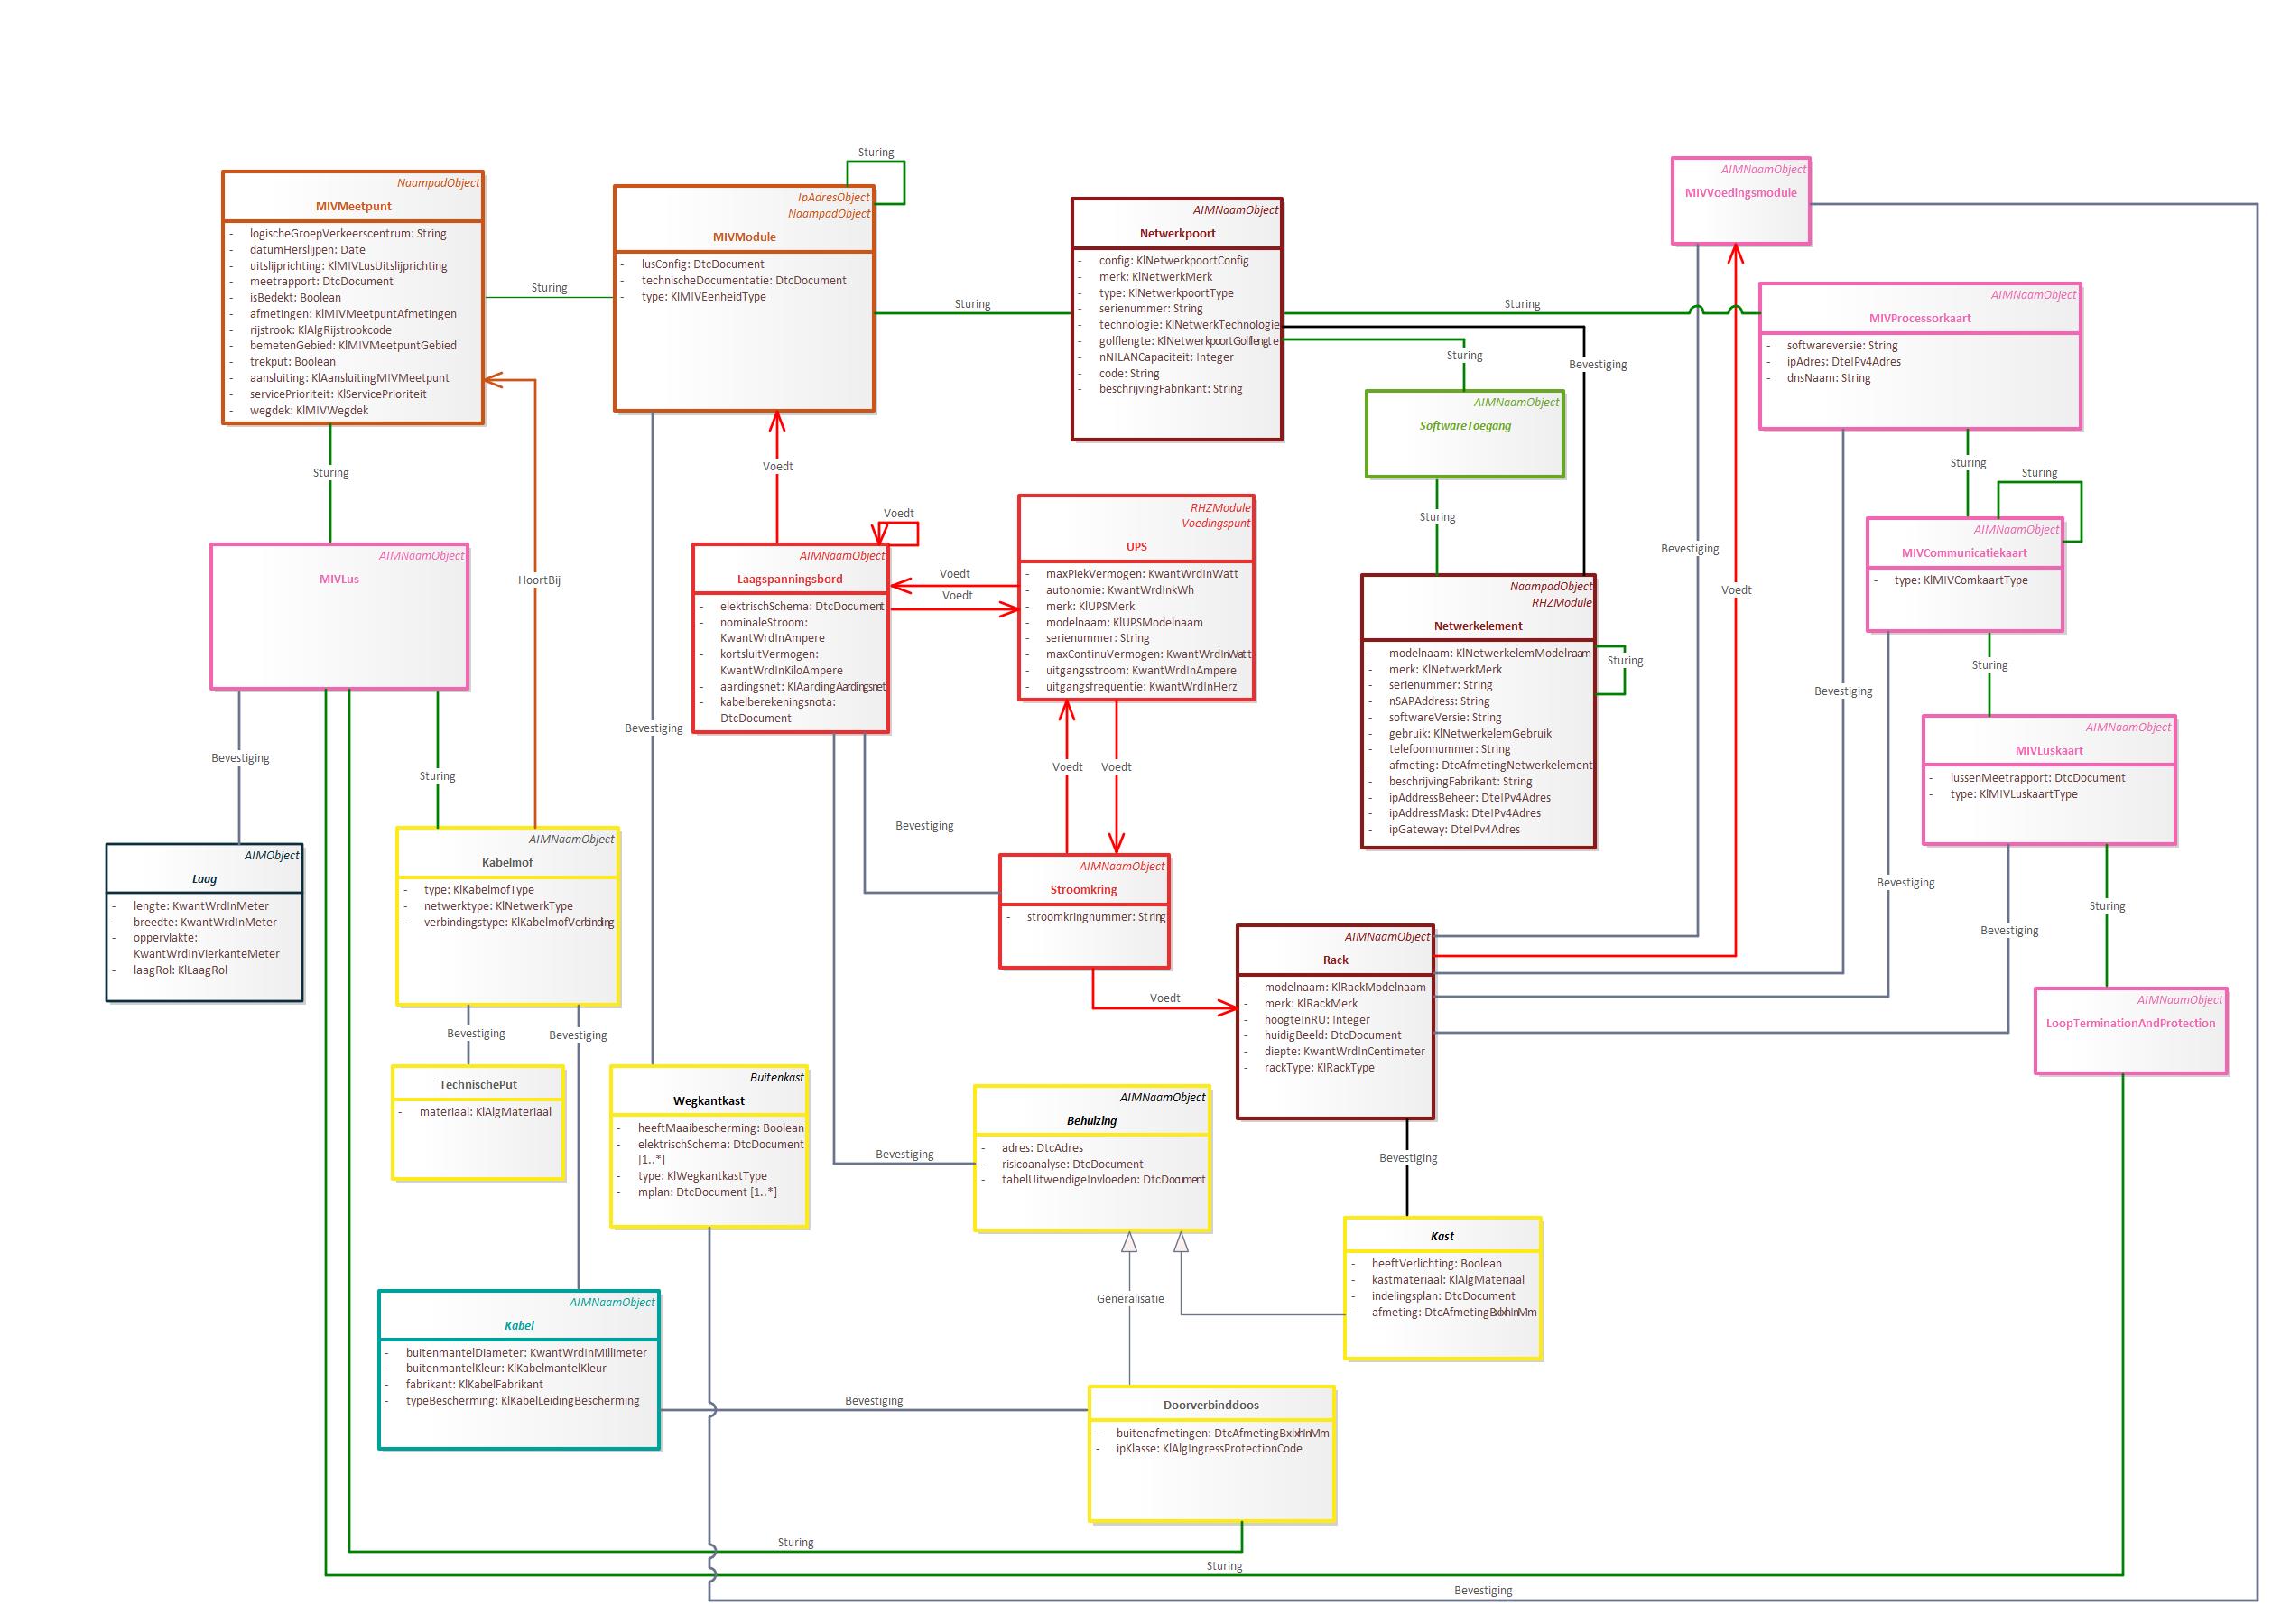 NaampadObject
MIVMeetpunt
- logischeGroepVerkeerscentrum: String
- datumHerslijpen: Date
- uitslijprichting: KlMIVLusUitslijprichting
- meetrapport: DtcDocument
- isBedekt: Boolean
- afmetingen: KlMIVMeetpuntAfmetingen
- rijstrook: KlAlgRijstrookcode
- bemetenGebied: KlMIVMeetpuntGebied
- trekput: Boolean
- aansluiting: KlAansluitingMIVMeetpunt
- servicePrioriteit: KlServicePrioriteit
- wegdek: KlMIVWegdek
Sturing
Sturing
IpAdresObject
NaampadObject
MIVModule
- lusConfig: DtcDocument
- technischeDocumentatie: DtcDocument
- type: KlMIVEenheidType
Sturing
AIMNaamObject
Netwerkpoort
- config: KlNetwerkpoortConfig
- merk: KlNetwerkMerk
- type: KlNetwerkpoortType
- serienummer: String
- technologie: KlNetwerkTechnologie
- golflengte: KlNetwerkpoortGolflengte
- nNILANCapaciteit: Integer
- code: String
- beschrijvingFabrikant: String
Sturing
Sturing
Bevestiging
AIMNaamObject
MIVVoedingsmodule
AIMNaamObject
MIVProcessorkaart
- softwareversie: String
- ipAdres: DteIPv4Adres
- dnsNaam: String
AIMNaamObject
SoftwareToegang
Sturing
Voedt
HoortBij
Sturing
Sturing
Sturing
AIMNaamObject
MIVCommunicatiekaart
- type: KlMIVComkaartType
Bevestiging
Voedt
AIMNaamObject
MIVLus
Voedt
AIMNaamObject
Laagspanningsbord
- elektrischSchema: DtcDocument
- nominaleStroom:
KwantWrdInAmpere
- kortsluitVermogen:
KwantWrdInKiloAmpere
- aardingsnet: KlAardingAardingsnet
- kabelberekeningsnota:
DtcDocument
Voedt
Voedt
RHZModule
Voedingspunt
UPS
- maxPiekVermogen: KwantWrdInWatt
- autonomie: KwantWrdInkWh
- merk: KlUPSMerk
- modelnaam: KlUPSModelnaam
- serienummer: String
- maxContinuVermogen: KwantWrdInWatt
- uitgangsstroom: KwantWrdInAmpere
- uitgangsfrequentie: KwantWrdInHerz
NaampadObject
RHZModule
Netwerkelement
- modelnaam: KlNetwerkelemModelnaam
- merk: KlNetwerkMerk
- serienummer: String
- nSAPAddress: String
- softwareVersie: String
- gebruik: KlNetwerkelemGebruik
- telefoonnummer: String
- afmeting: DtcAfmetingNetwerkelement
- beschrijvingFabrikant: String
- ipAddressBeheer: DteIPv4Adres
- ipAddressMask: DteIPv4Adres
- ipGateway: DteIPv4Adres
Sturing
Bevestiging
Sturing
AIMNaamObject
MIVLuskaart
- lussenMeetrapport: DtcDocument
- type: KlMIVLuskaartType
Bevestiging
Bevestiging
Sturing
Voedt
Voedt
Bevestiging
AIMObject
Laag
- lengte: KwantWrdInMeter
- breedte: KwantWrdInMeter
- oppervlakte:
KwantWrdInVierkanteMeter
- laagRol: KlLaagRol
AIMNaamObject
Kabelmof
- type: KlKabelmofType
- netwerktype: KlNetwerkType
- verbindingstype: KlKabelmofVerbinding
AIMNaamObject
Stroomkring
- stroomkringnummer: String
Voedt
AIMNaamObject
Rack
- modelnaam: KlRackModelnaam
- merk: KlRackMerk
- hoogteInRU: Integer
- huidigBeeld: DtcDocument
- diepte: KwantWrdInCentimeter
- rackType: KlRackType
Bevestiging
Bevestiging
Sturing
AIMNaamObject
LoopTerminationAndProtection
Bevestiging
Bevestiging
TechnischePut
- materiaal: KlAlgMateriaal
Buitenkast
Wegkantkast
- heeftMaaibescherming: Boolean
- elektrischSchema: DtcDocument
[1..*]
- type: KlWegkantkastType
- mplan: DtcDocument [1..*]
Bevestiging
AIMNaamObject
Behuizing
- adres: DtcAdres
- risicoanalyse: DtcDocument
- tabelUitwendigeInvloeden: DtcDocument
Bevestiging
Kast
- heeftVerlichting: Boolean
- kastmateriaal: KlAlgMateriaal
- indelingsplan: DtcDocument
- afmeting: DtcAfmetingBxlxhInMm
Generalisatie
AIMNaamObject
Kabel
- buitenmantelDiameter: KwantWrdInMillimeter
- buitenmantelKleur: KlKabelmantelKleur
- fabrikant: KlKabelFabrikant
- typeBescherming: KlKabelLeidingBescherming
Bevestiging
Doorverbinddoos
- buitenafmetingen: DtcAfmetingBxlxhInMm
- ipKlasse: KlAlgIngressProtectionCode
Sturing
Sturing
Bevestiging